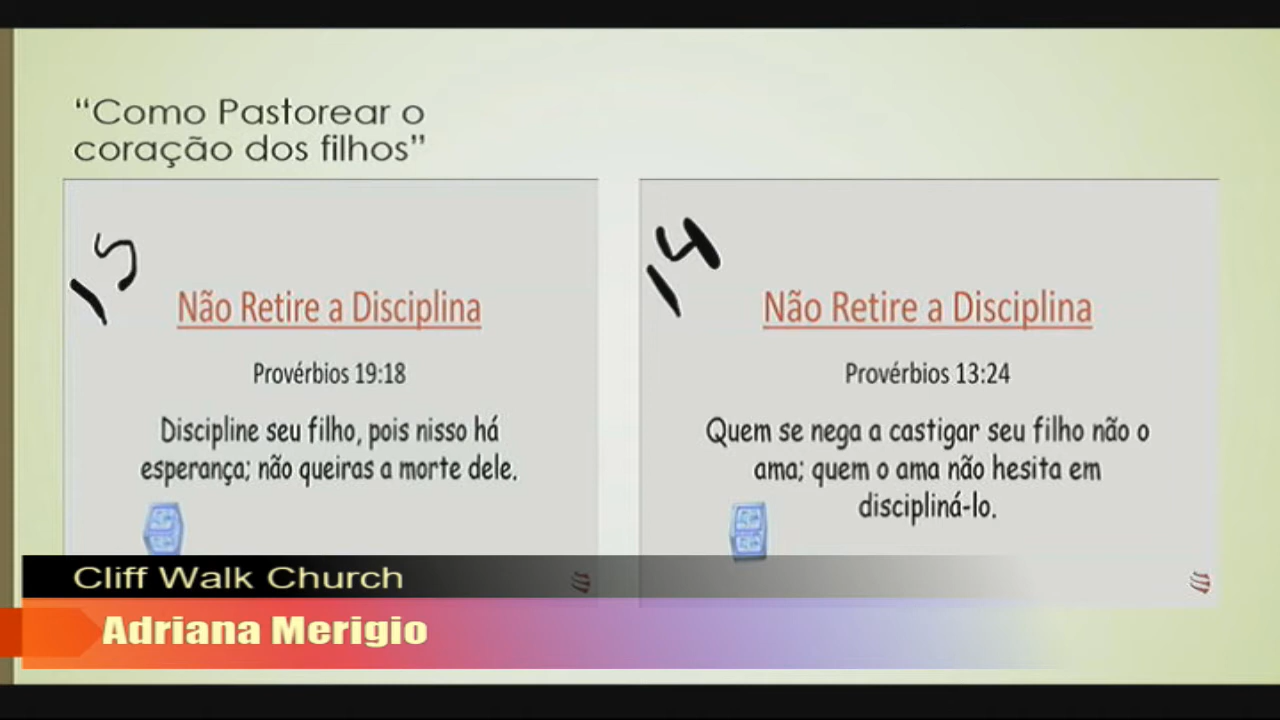 “Como Pastorear o
coração dos filhos”
15
Não Retire a Disciplina
Provérbios 19:18
Discipline seu filho, pois nisso há
esperança; não queiras a morte dele.
14
Não Retire a Disciplina
Provérbios 13:24
Quem se nega a castigar seu filho não o
ama; quem o ama não hesita em
discipliná-lo.
Cliff Walk Church
Adriana Merigio